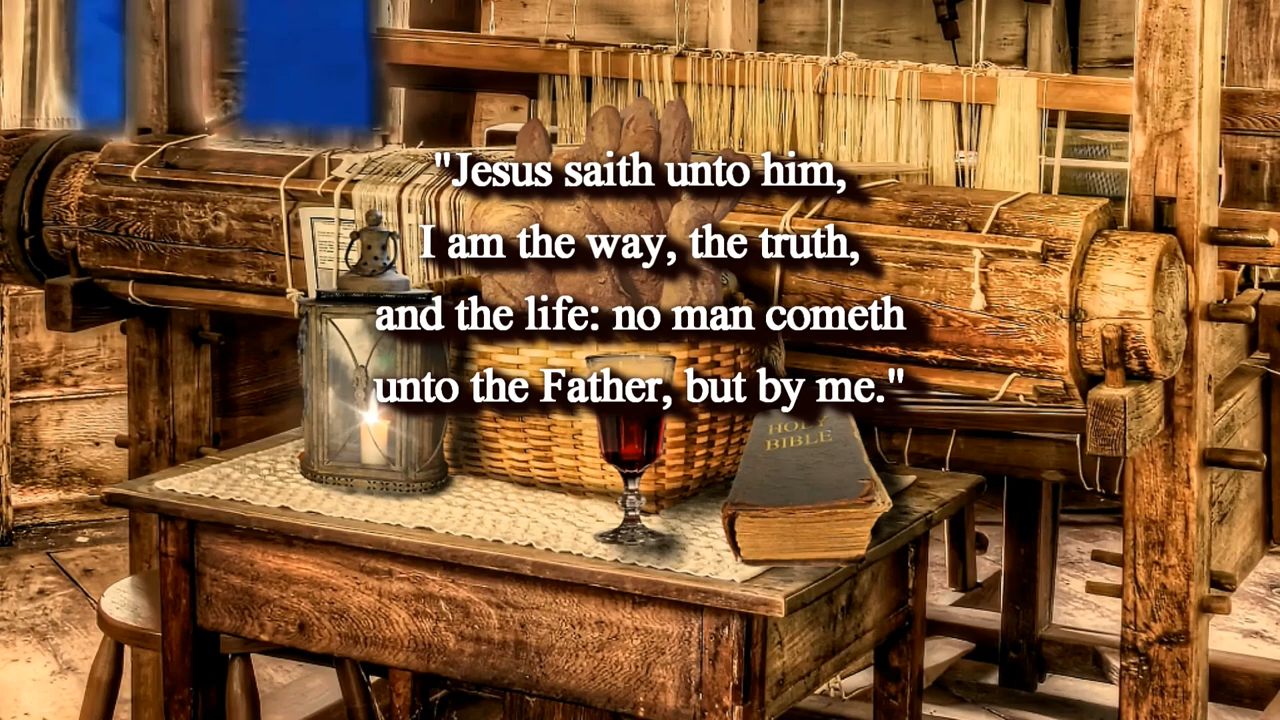 "Jesus saith unto him,
I am the way, the truth,
and the life: no man cometh
unto the Father, but by me."
HOLY
BIBLE